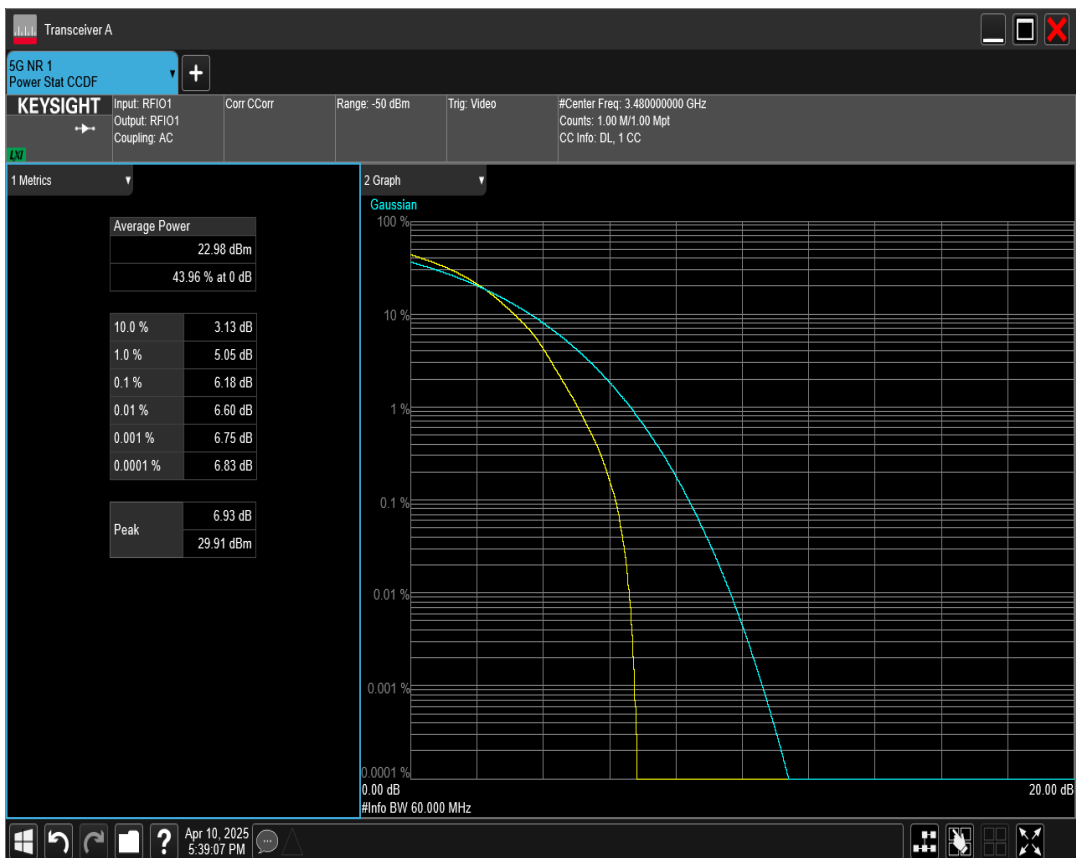 Transceiver A
5G NR 1
Power Stat CCDF
KEYSIGHT
LXI
Input: RFIO1
Output: RFIO1
Coupling: AC
Corr CCorr
Range: -50 dBm
Trig: Video
#Center Freq: 3.480000000 GHz
Counts: 1.00 M/1.00 Mpt
CC Info: DL, 1 CC
1 Metrics
Average Power
22.98 dBm
43.96 % at 0 dB
10.0 % 3.13 dB
1.0 % 5.05 dB
0.1 % 6.18 dB
0.01 % 6.60 dB
0.001 % 6.75 dB
0.0001 % 6.83 dB
Peak
6.93 dB
29.91 dBm
2 Graph
Gaussian
100 %
10 %
1 %
0.1 %
0.01 %
0.001 %
0.0001 %
0.00 dB 20.00 dB
#Info BW 60.000 MHz
Apr 10, 2025
5:39:07 PM